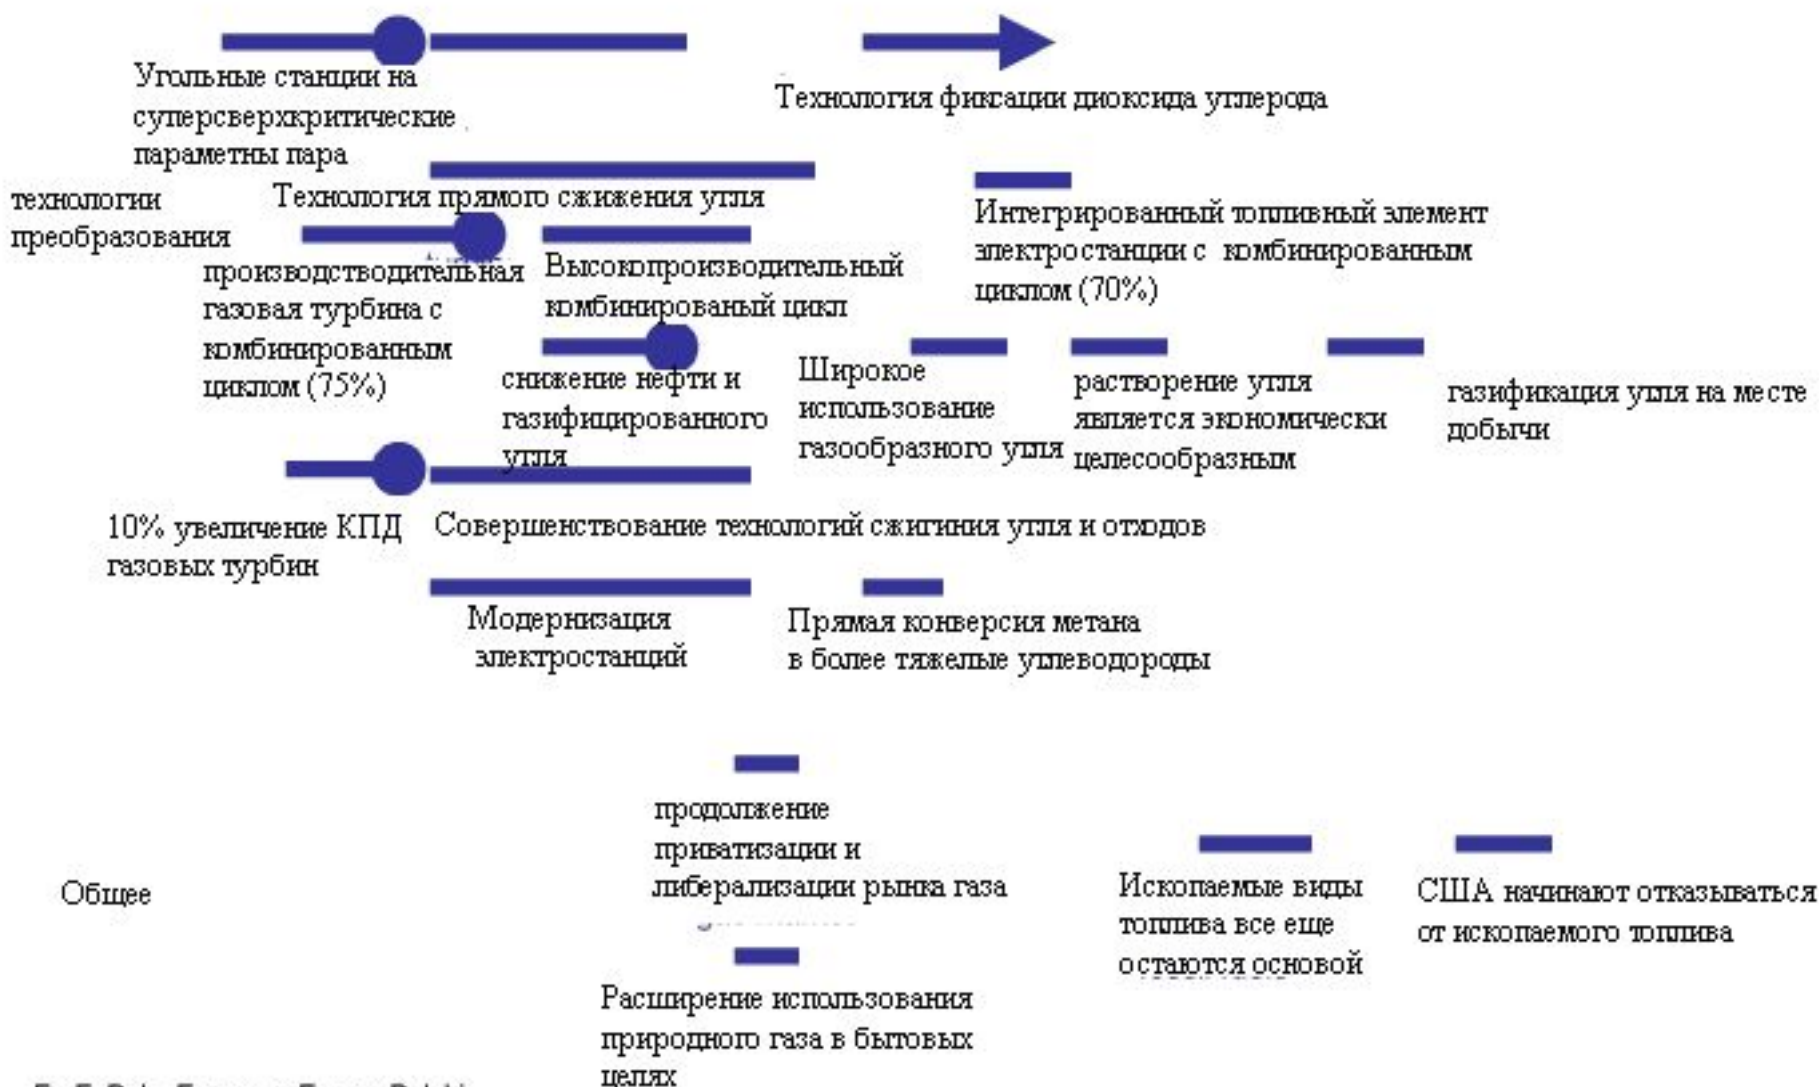 Угольные станции на
суперсверхкритические
параметны пара
Технология фиксации диоксида углерода
технологии
преобразования
Технология прямого сжижения угля
Интегрированный топливный элемент
электростанции с комбинированным
циклом (70%)
производстводительная
газовая турбина с
комбинированным
циклом (75%)
Высокопроизводительный
комбинированый цикл
снижение нефти и
газифицированного
угля
Широкое
использование
газообразного угля
растворение угля
является экономически
целесообразным
газификация угля на месте
добычи
10% увеличение КПД
газовых турбин
Совершенствование технологий сжигиния угля и отходов
Модернизация
электростанций
Прямая конверсия метана
в более тяжелые углеводороды
продолжение
приватизации и
либерализации рынка газа
Общее
Ископаемые виды
топлива все еще
остаются основой
США начинают отказываться
от ископаемого топлива
Расширение использования
природного газа в бытовых
целях